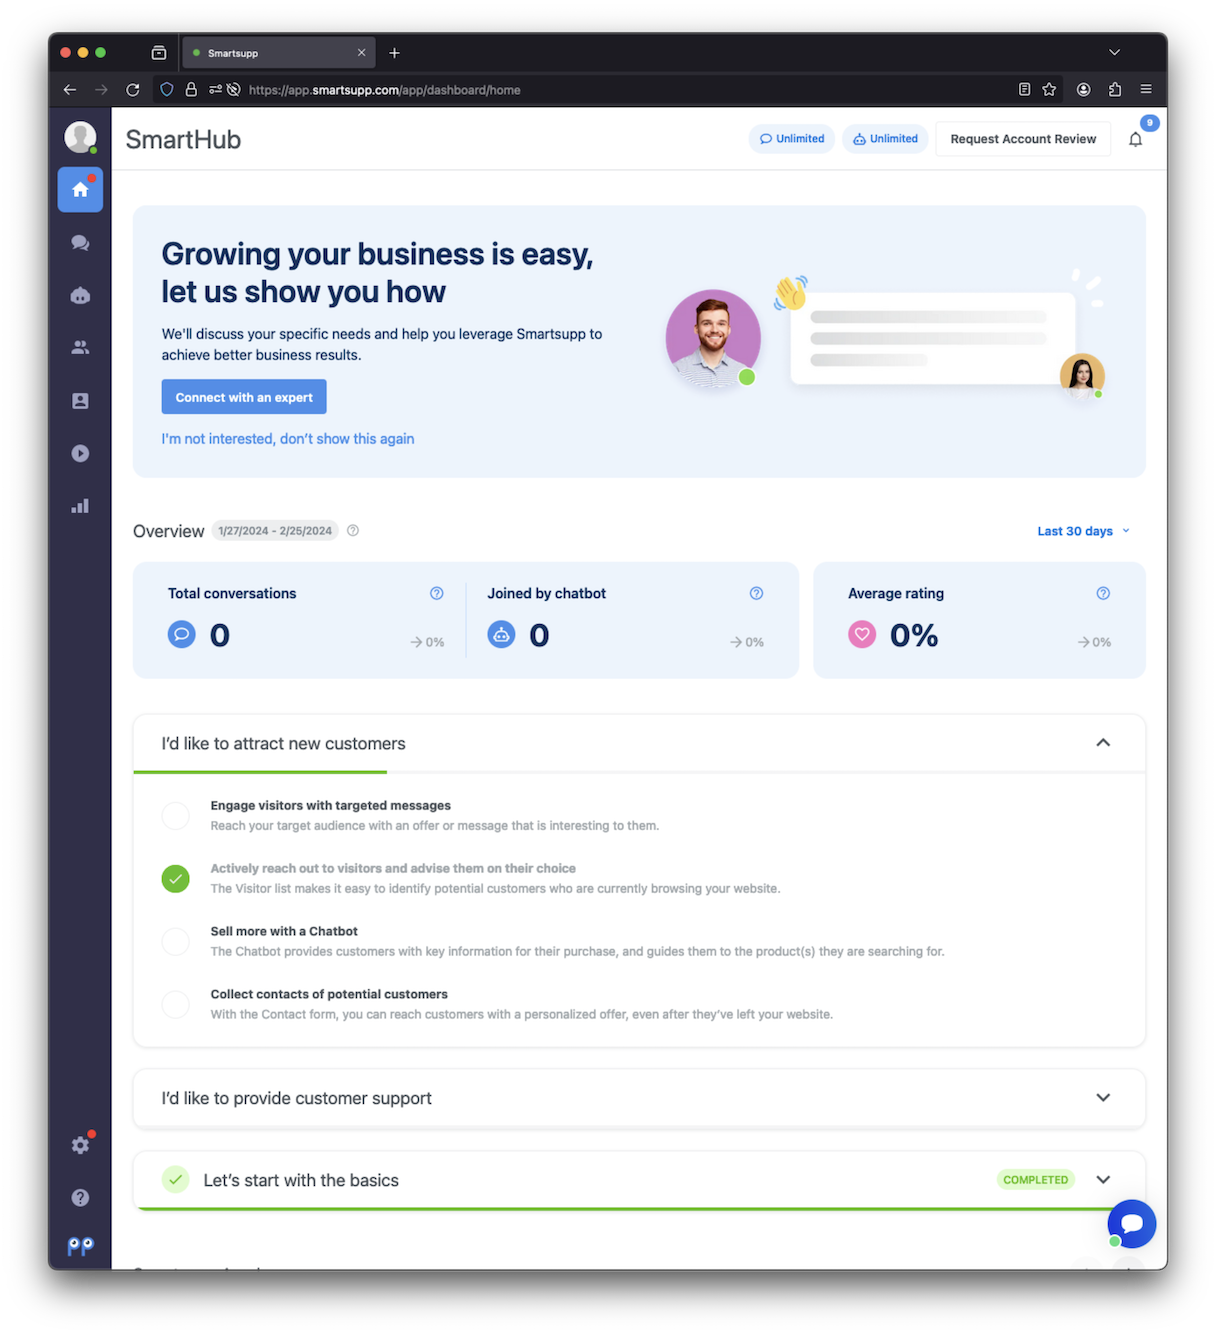 Smartsupp
https://app.smartsupp.com/app/dashboard/home
SmartHub
Unlimited
Unlimited
Request Account Review
9
Growing your business is easy,
let us show you how
We'll discuss your specific needs and help you leverage Smartsupp to
achieve better business results.
Connect with an expert
I'm not interested, don’t show this again
Overview
1/27/2024 - 2/25/2024
Last 30 days
Total conversations
0
0%
Joined by chatbot
0
0%
Average rating
0%
0%
I’d like to attract new customers
Engage visitors with targeted messages
Reach your target audience with an offer or message that is interesting to them.
Actively reach out to visitors and advise them on their choice
The Visitor list makes it easy to identify potential customers who are currently browsing your website.
Sell more with a Chatbot
The Chatbot provides customers with key information for their purchase, and guides them to the product(s) they are searching for.
Collect contacts of potential customers
With the Contact form, you can reach customers with a personalized offer, even after they’ve left your website.
I’d like to provide customer support
Let’s start with the basics
COMPLETED